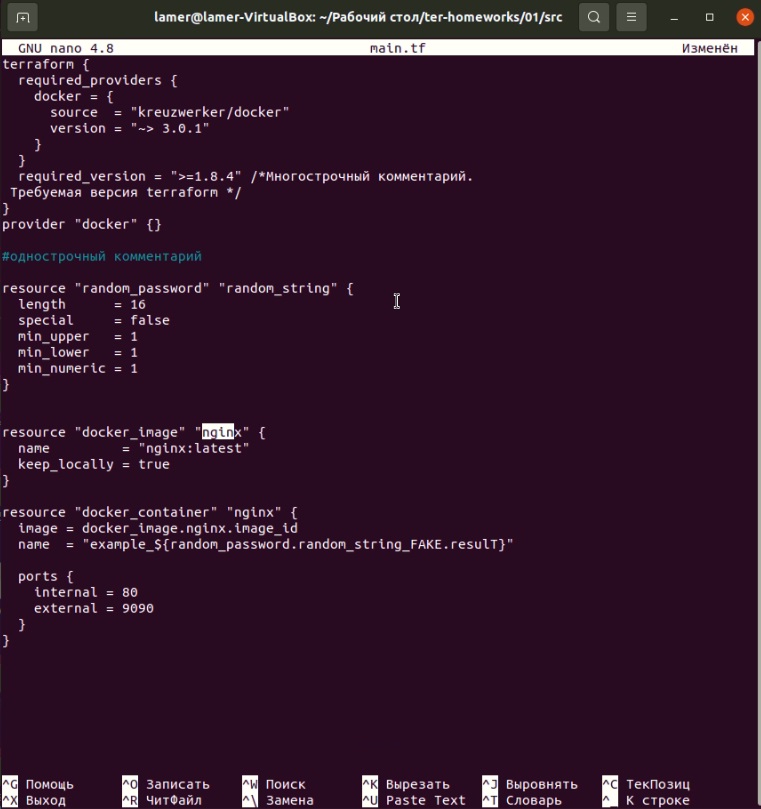 lamer@lamer-VirtualBox: ~/Рабочий стол/ter-homeworks/01/src
GNU nano 4.8 main.tf Изменён
terraform {
  required_providers {
    docker = {
      source  = "kreuzwerker/docker"
      version = "~> 3.0.1"
    }
  }
  required_version = ">=1.8.4" /*Многострочный комментарий.
 Требуемая версия terraform */
}
provider "docker" {}
#однострочный комментарий
resource "random_password" "random_string" {
  length      = 16
  special     = false
  min_upper   = 1
  min_lower   = 1
  min_numeric = 1
}
resource "docker_image" "nginx" {
  name         = "nginx:latest"
  keep_locally = true
}
resource "docker_container" "nginx" {
  image = docker_image.nginx.image_id
  name  = "example_${random_password.random_string_FAKE.resulT}"
  ports {
    internal = 80
    external = 9090
  }
}
^G Помощь ^O Записать ^W Поиск ^K Вырезать ^J Выровнять ^C ТекПозиц
^X Выход ^R ЧитФайл ^\ Замена ^U Paste Text ^T Словарь ^_ К строке